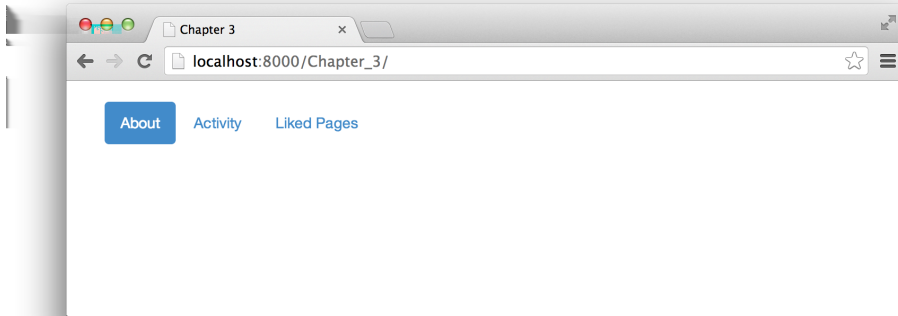 Chapter 3
localhost:8000/Chapter_3/
About Activity Liked Pages